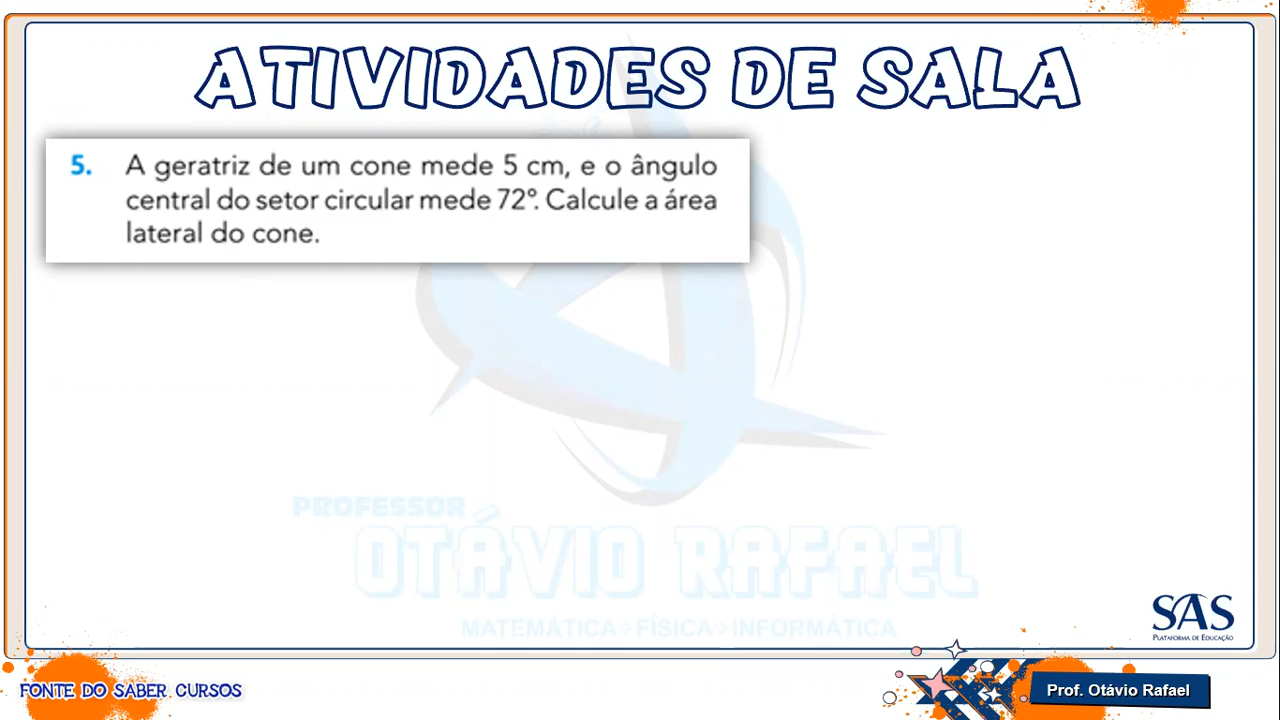 ATIVIDADES DE SALA
5. A geratriz de um cone mede 5 cm, e o ângulo
central do setor circular mede 72°. Calcule a área
lateral do cone.
PROFESSOR
OTÁVIO RAFAEL
MATEMÁTICA FÍSICA INFORMÁTICA
SAS
PLATAFORMA DE EDUCAÇÃO
FONTE DO SABER CURSOS
Prof. Otávio Rafael